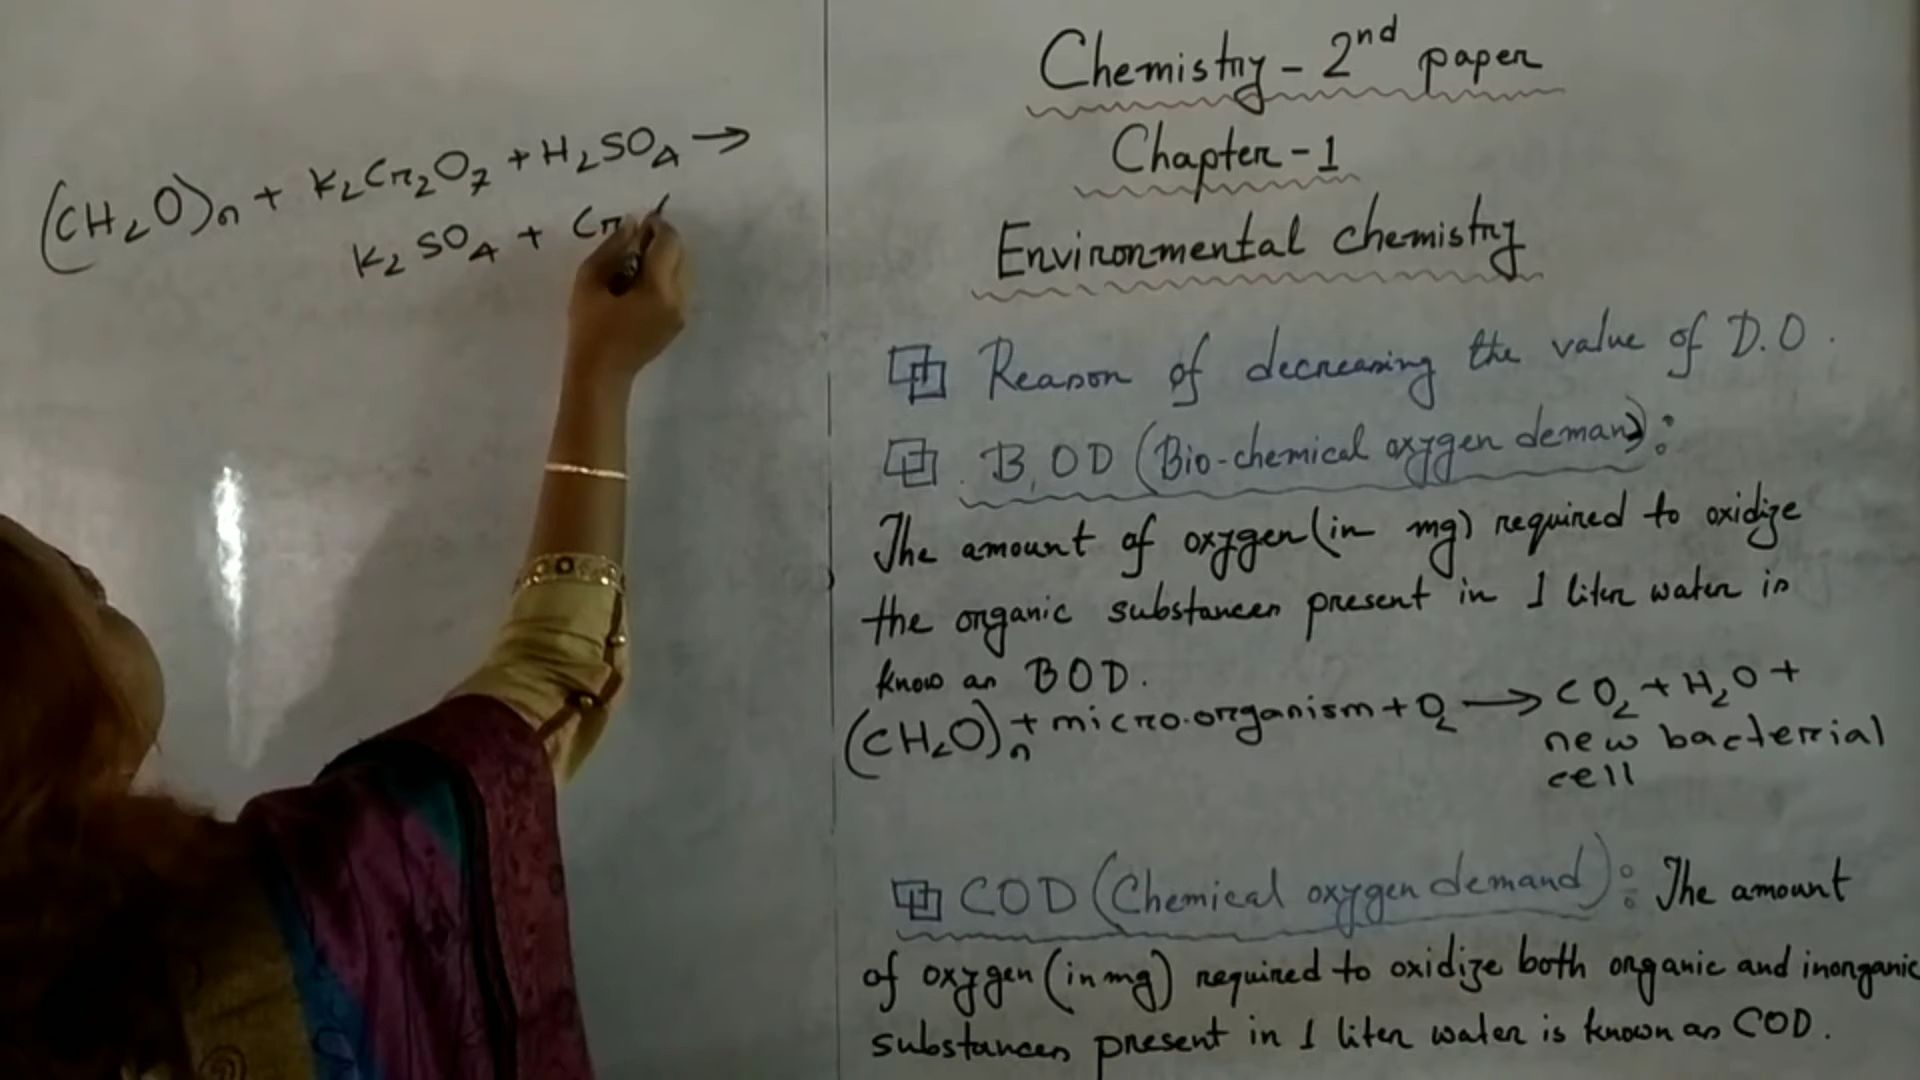 (CH₂O)n + K₂Cr₂O₇ + H₂SO₄ →
K₂SO₄ + Cr
Chemistry - 2nd paper
Chapter - 1
Environmental chemistry
Reason of decreasing the value of D.O.
B.OD (Bio-chemical oxygen demand):
The amount of oxygen (in mg) required to oxidize
the organic substances present in 1 liter water is
know as BOD.
(CH₂O)n + micro-organism + O₂ → CO₂ + H₂O +
new bacterial
cell
COD (Chemical oxygen demand): The amount
of oxygen (in mg) required to oxidize both organic and inorganic
substances present in 1 liter water is known as COD.